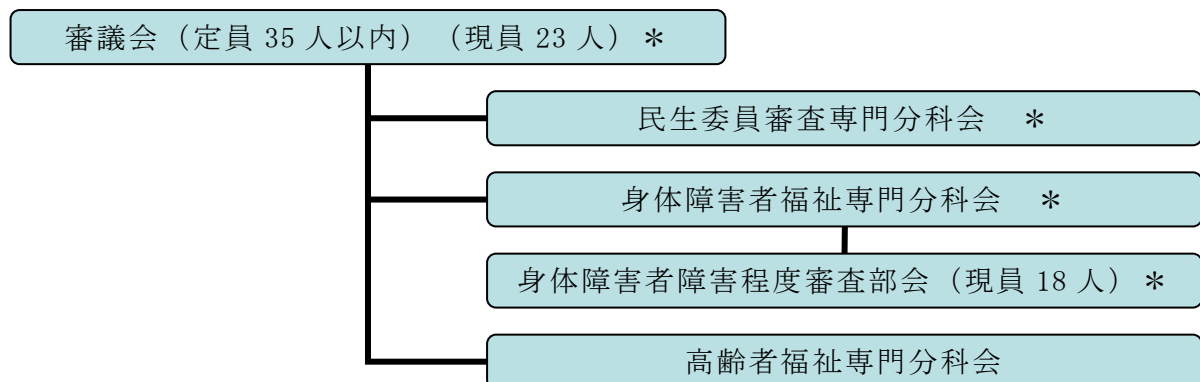 審議会（定員 35 人以内）（現員 23 人）＊
民生委員審査専門分科会　＊
身体障害者福祉専門分科会　＊
身体障害者障害程度審査部会（現員 18 人）＊
高齢者福祉専門分科会